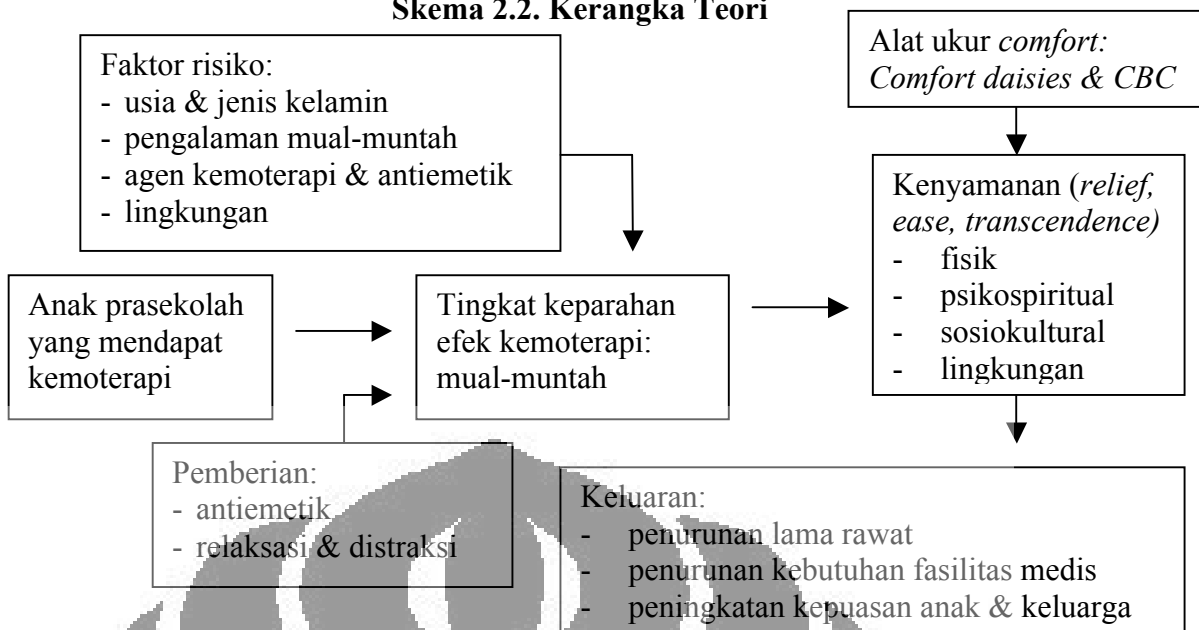 Skema 2.2. Kerangka Teori
Faktor risiko:
- usia & jenis kelamin
- pengalaman mual-muntah
- agen kemoterapi & antiemetik
- lingkungan
Alat ukur comfort:
Comfort daisies & CBC
Kenyamanan (relief,
ease, transcendence)
- fisik
- psikospiritual
- sosiokultural
- lingkungan
Anak prasekolah
yang mendapat
kemoterapi
Tingkat keparahan
efek kemoterapi:
mual-muntah
Pemberian:
- antiemetik
- relaksasi & distraksi
Keluaran:
- penurunan lama rawat
- penurunan kebutuhan fasilitas medis
- peningkatan kepuasan anak & keluarga